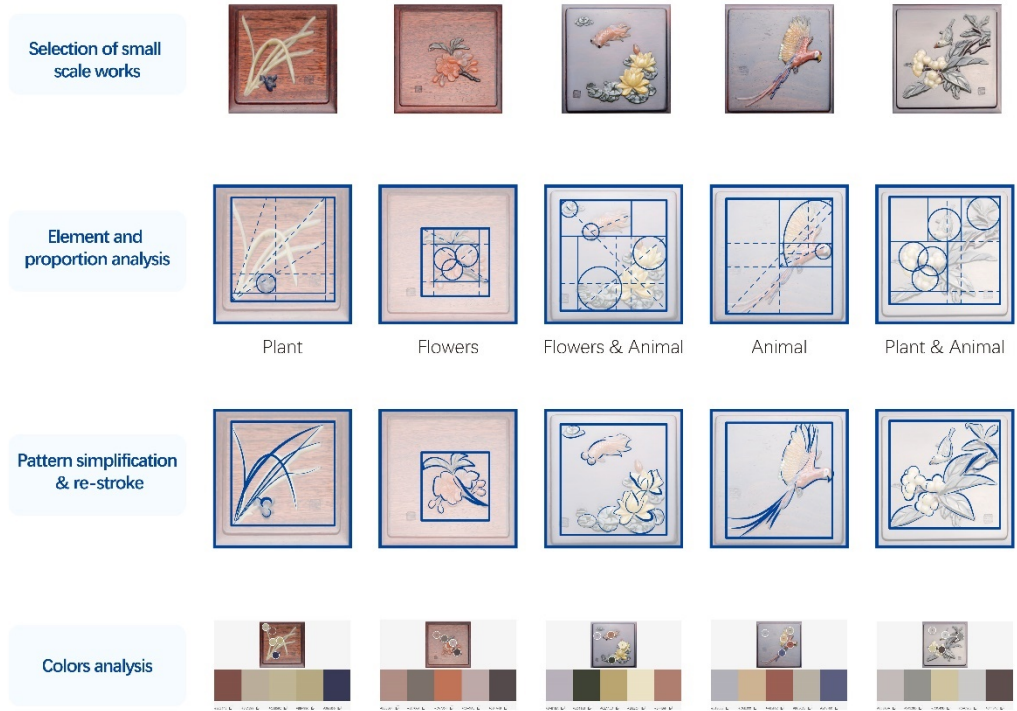 Selection of small
scale works
Element and
proportion analysis
Plant
Flowers
Flowers & Animal
Animal
Plant & Animal
Pattern simplification
& re-stroke
Colors analysis